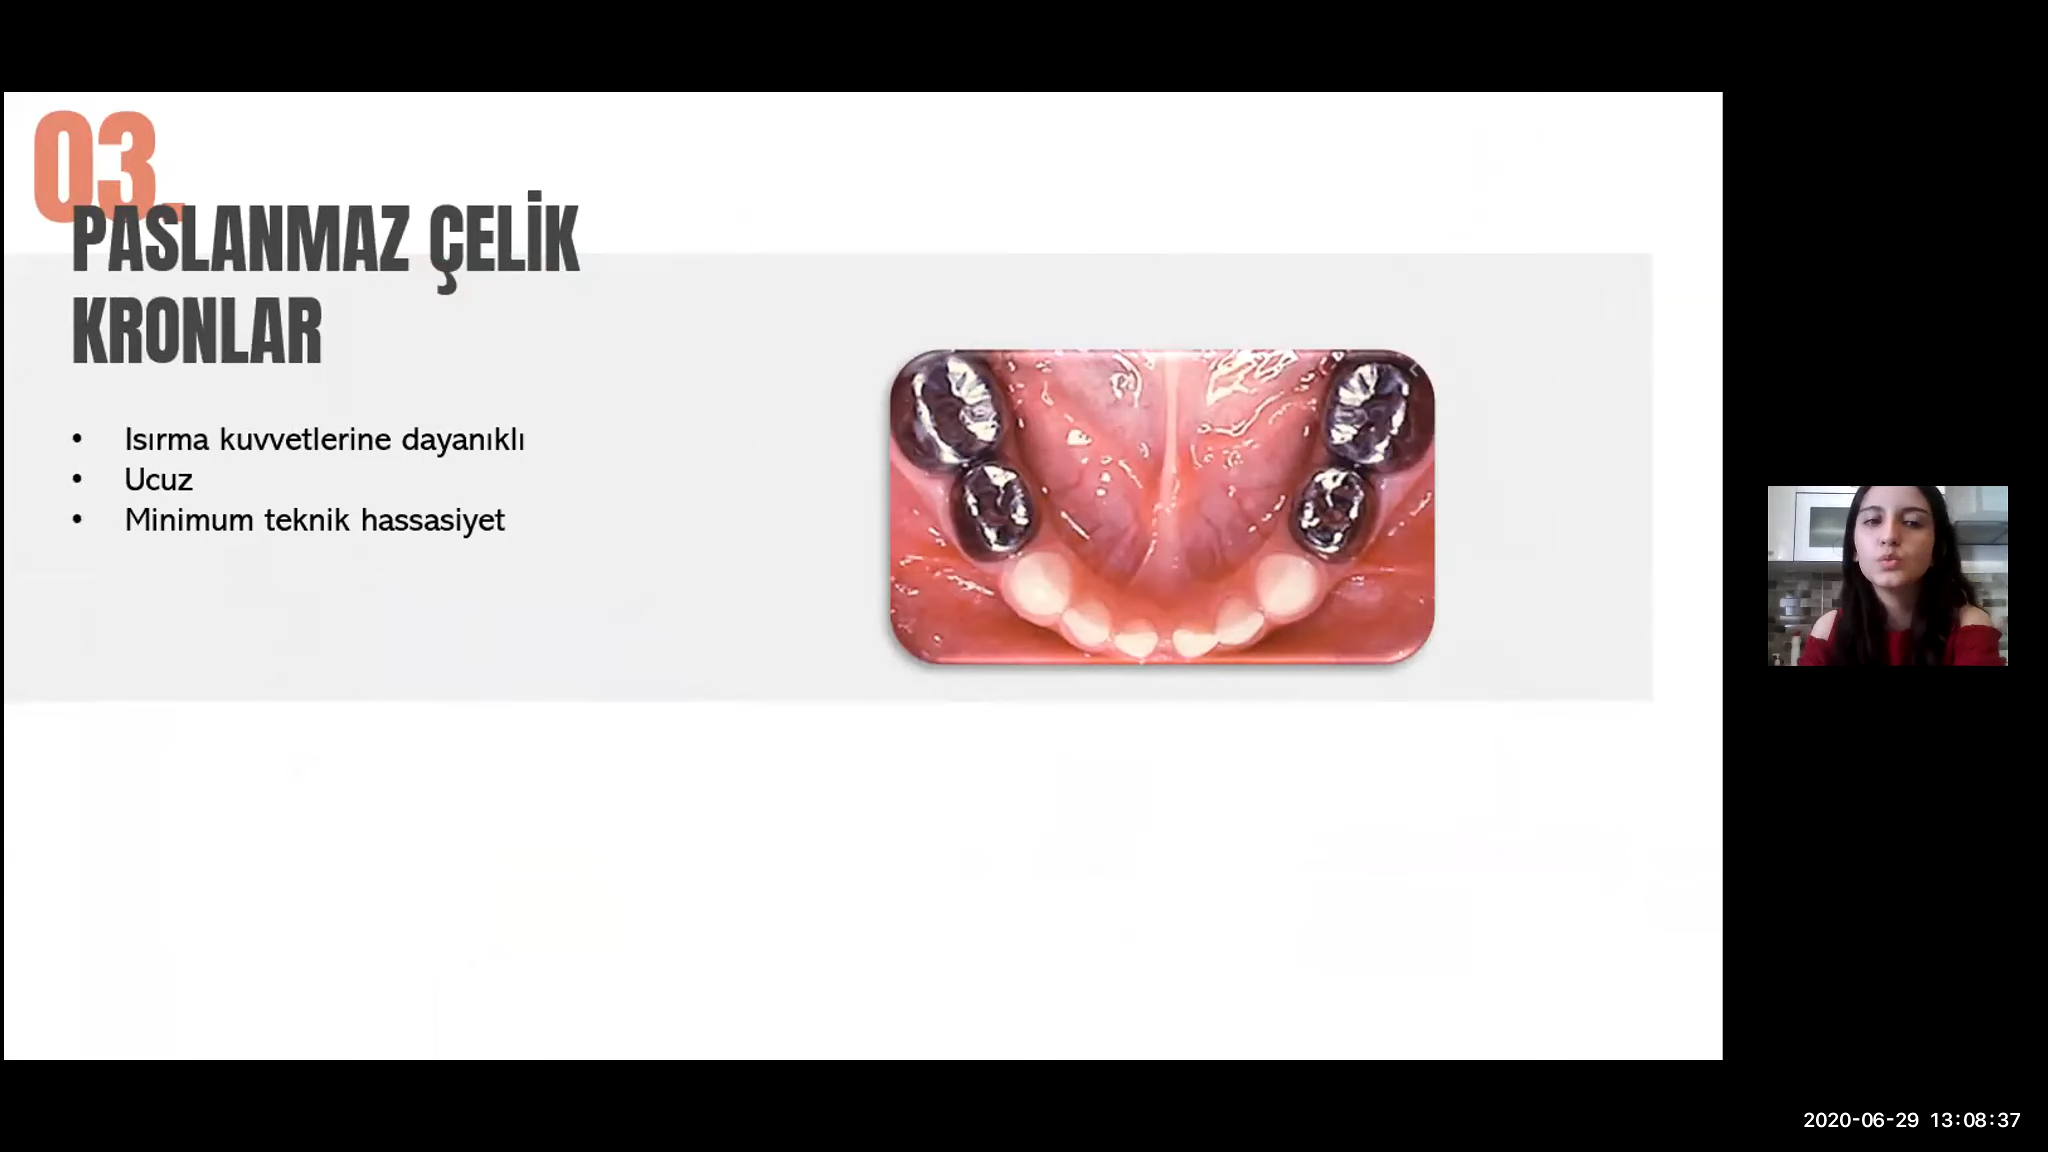 03.
PASLANMAZ ÇELİK
KRONLAR
• Isırma kuvvetlerine dayanıklı
• Ucuz
• Minimum teknik hassasiyet
2020-06-29 13:08:37